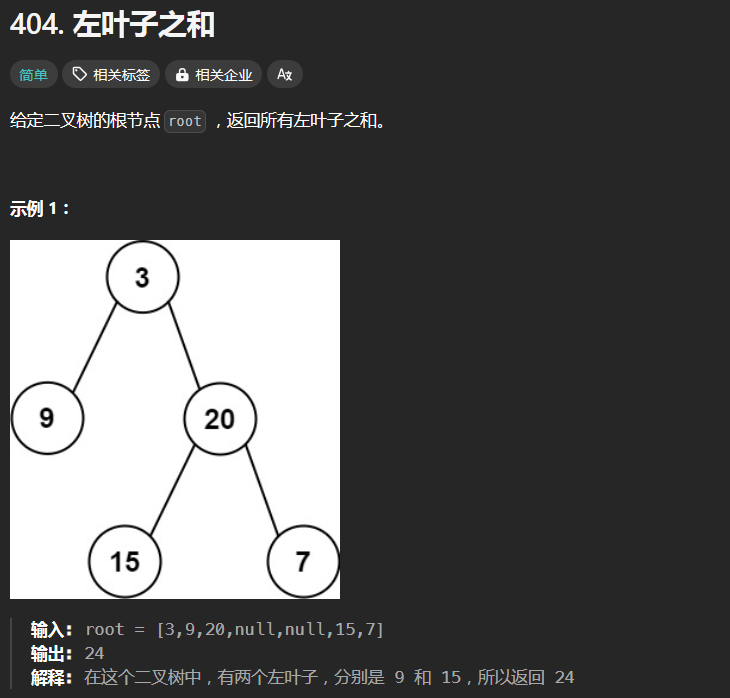 404. 左叶子之和
简单 相关标签 相关企业 Aあ
给定二叉树的根节点 root ，返回所有左叶子之和。
示例 1：
3
9 20
15 7
输入： root = [3,9,20,null,null,15,7]
输出： 24
解释： 在这个二叉树中，有两个左叶子，分别是 9 和 15，所以返回 24